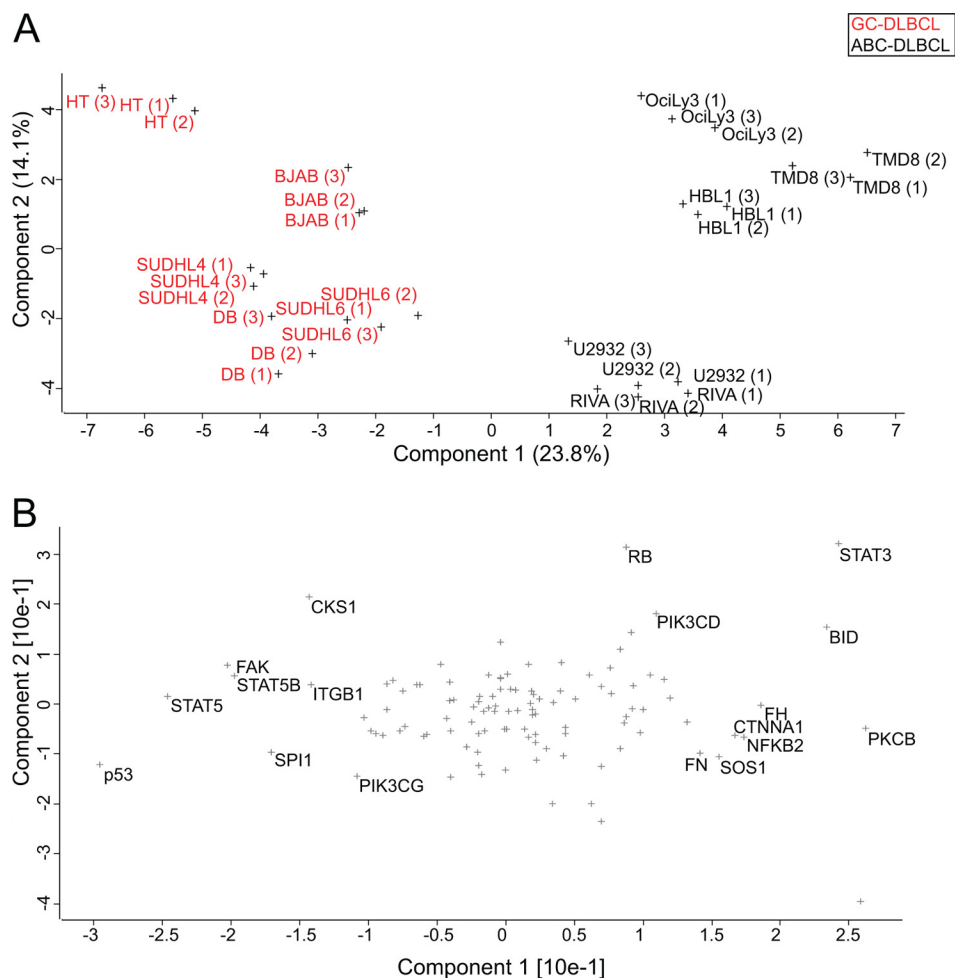 A
GC-DLBCL
ABC-DLBCL
Component 2 (14.1%)
4
2
0
-2
-4
HT (3)
HT (1)
HT (2)
BJAB (3)
BJAB (2)
BJAB (1)
SUDHL4 (1)
SUDHL4 (3)
SUDHL4 (2)
SUDHL6 (2)
SUDHL6 (1)
DB (3)
SUDHL6 (3)
DB (2)
DB (1)
OciLy3 (1)
OciLy3 (3)
OciLy3 (2)
TMD8 (2)
TMD8 (3)
TMD8 (1)
HBL1 (3)
HBL1 (1)
HBL1 (2)
U2932 (3)
U2932 (2)
U2932 (1)
RIVA (3)
RIVA (2)
RIVA (1)
-7 -6 -5 -4 -3 -2 -1 0 1 2 3 4 5 6 7
Component 1 (23.8%)
B
Component 2 [10e-1]
3
2
1
0
-1
-2
-3
-4
RB
STAT3
CKS1
PIK3CD
BID
FAK
STAT5B
ITGB1
STAT5
FH
CTNNA1
NFKB2
PKCB
SPI1
FN
SOS1
p53
PIK3CG
-3 -2.5 -2 -1.5 -1 -0.5 0 0.5 1 1.5 2 2.5
Component 1 [10e-1]